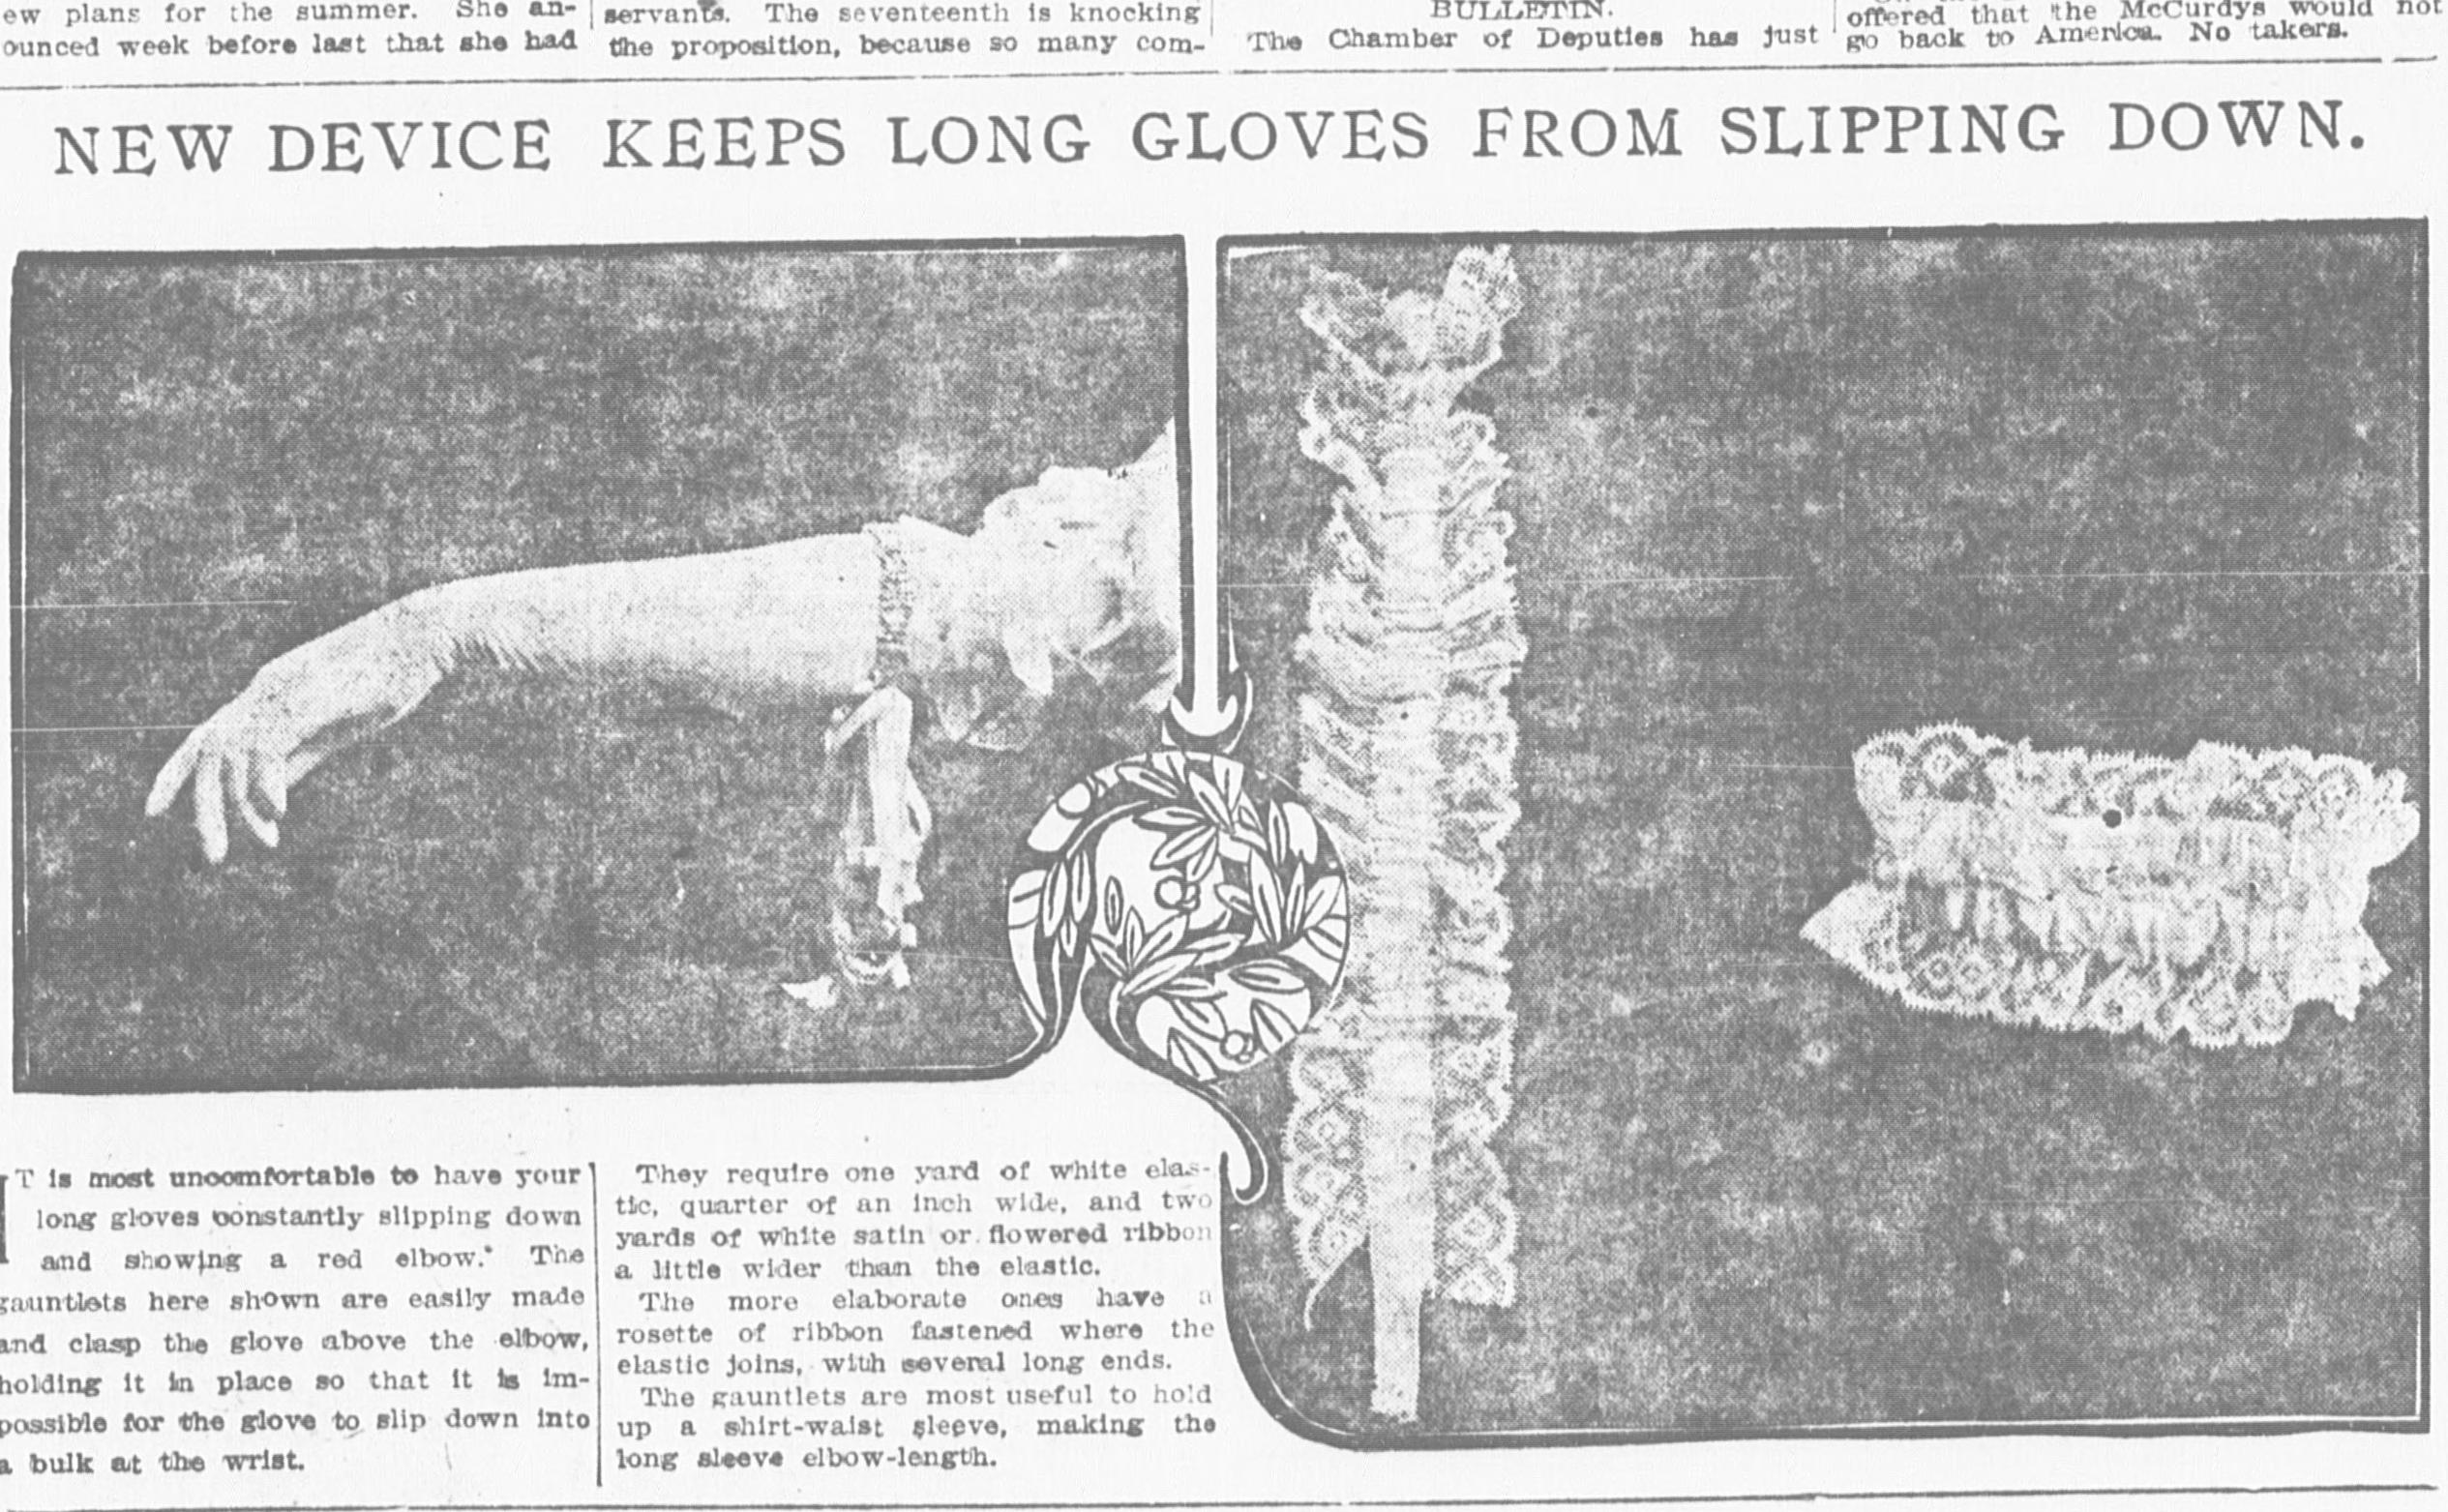 ew plans for the summer. She an-
ounced week before last that she had
servants. The seventeenth is knocking
the proposition, because so many com-
BULLETIN.
The Chamber of Deputies has just
offered that the McCurdys would not
go back to America. No takers.
NEW DEVICE KEEPS LONG GLOVES FROM SLIPPING DOWN.
IT is most uncomfortable to have your
long gloves constantly slipping down
and showing a red elbow. The
gauntlets here shown are easily made
and clasp the glove above the elbow,
holding it in place so that it is im-
possible for the glove to slip down into
a bulk at the wrist.
They require one yard of white elas-
tic, quarter of an inch wide, and two
yards of white satin or flowered ribbon
a little wider than the elastic.
The more elaborate ones have a
rosette of ribbon fastened where the
elastic joins, with several long ends.
The gauntlets are most useful to hold
up a shirt-waist sleeve, making the
long sleeve elbow-length.